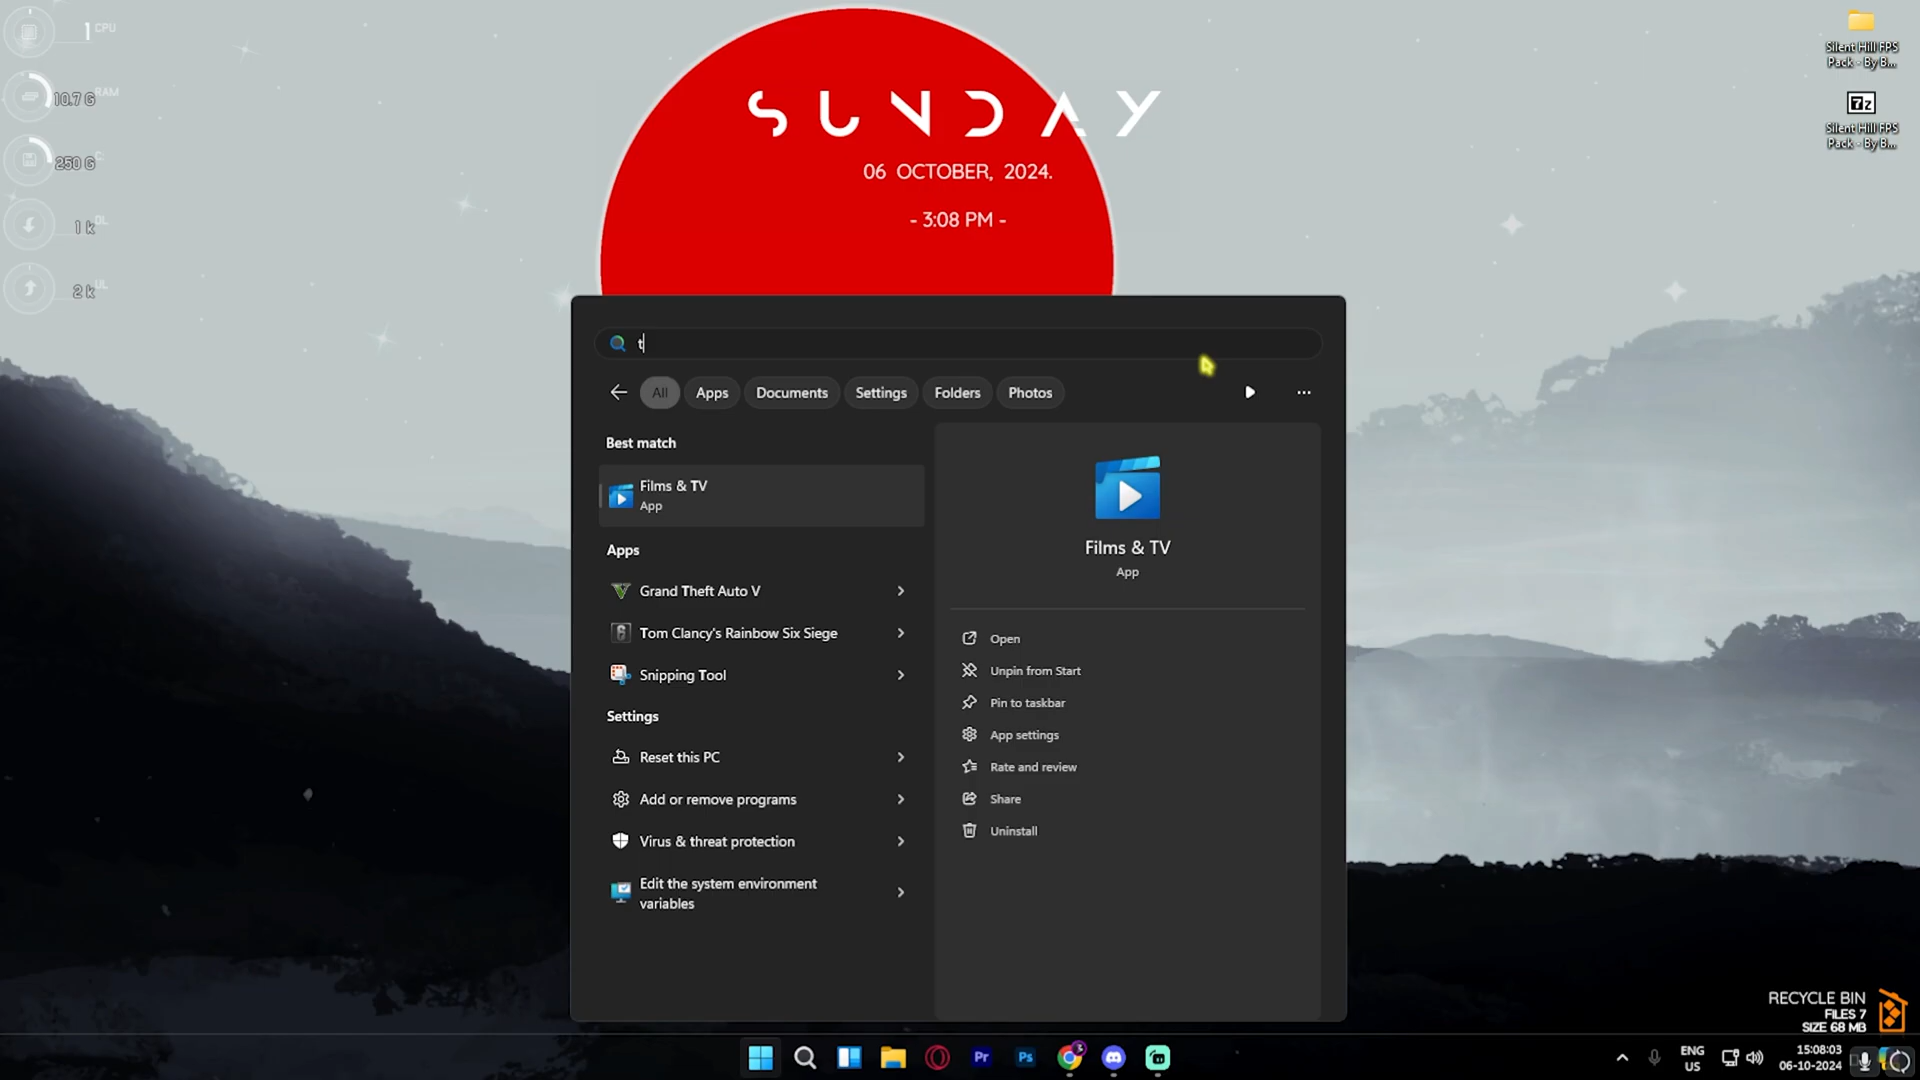 1 CPU
10.7 G RAM
250 G C:
1 k DL
2 k UL
SUNDAY
06 OCTOBER, 2024.
- 3:08 PM -
Silent Hill FPS
Pack - By B...
7z
Silent Hill FPS
Pack - By B...
t
All
Apps
Documents
Settings
Folders
Photos
Best match
Films & TV
App
Apps
Grand Theft Auto V
Tom Clancy's Rainbow Six Siege
Snipping Tool
Settings
Reset this PC
Add or remove programs
Virus & threat protection
Edit the system environment
variables
Films & TV
App
Open
Unpin from Start
Pin to taskbar
App settings
Rate and review
Share
Uninstall
RECYCLE BIN
FILES 7
SIZE 68 MB
Pr
Ps
3
ENG
US
15:08:03
06-10-2024